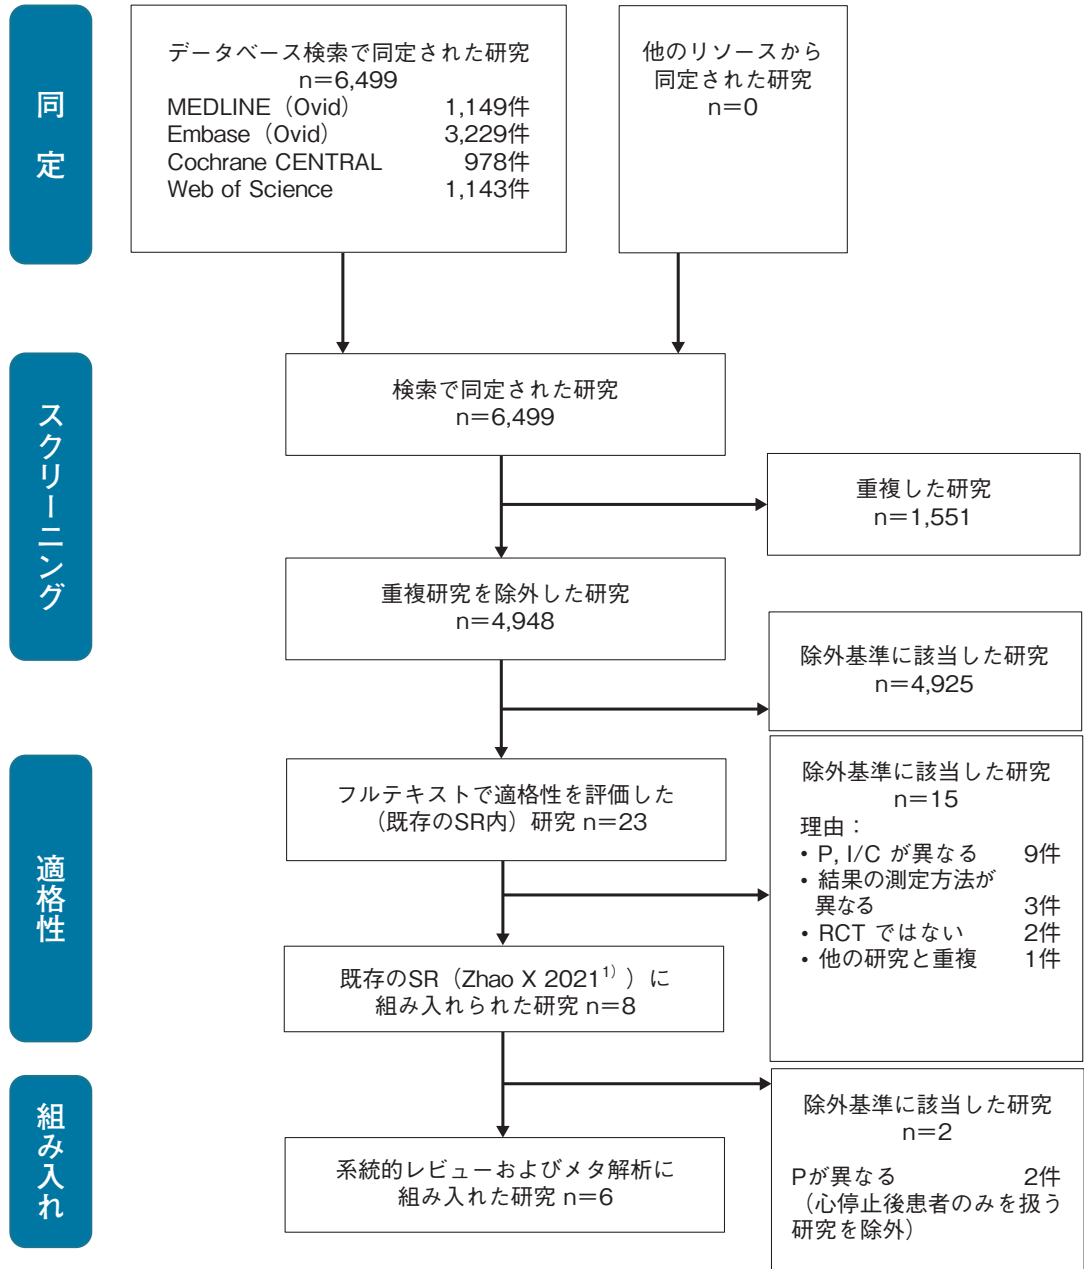 同定
データベース検索で同定された研究
n＝6,499
MEDLINE（Ovid） 1,149件
Embase（Ovid） 3,229件
Cochrane CENTRAL 978件
Web of Science 1,143件
他のリソースから
同定された研究
n＝0
スクリーニング
検索で同定された研究
n＝6,499
重複した研究
n＝1,551
重複研究を除外した研究
n＝4,948
除外基準に該当した研究
n＝4,925
適格性
フルテキストで適格性を評価した
（既存のSR内）研究 n＝23
除外基準に該当した研究
n＝15
理由：
• P, I/C が異なる 9件
• 結果の測定方法が
異なる 3件
• RCT ではない 2件
• 他の研究と重複 1件
既存のSR（Zhao X 2021¹⁾）に
組み入れられた研究 n＝8
組み入れ
除外基準に該当した研究
n＝2
Pが異なる 2件
（心停止後患者のみを扱う
研究を除外）
系統的レビューおよびメタ解析に
組み入れた研究 n＝6